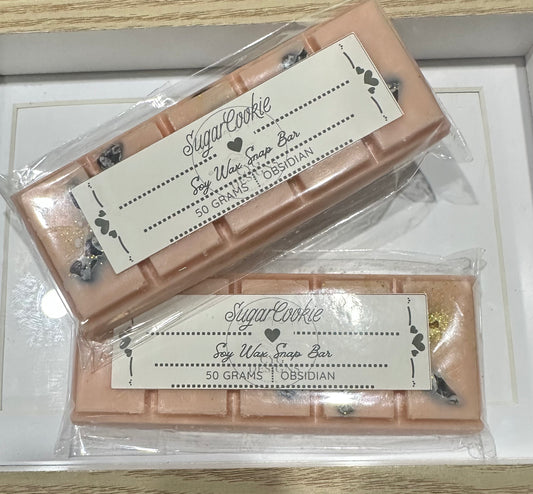 SugarCookie
Soy Wax Snap Bar
50 GRAMS | OBSIDIAN
SugarCookie
Soy Wax Snap Bar
50 GRAMS | OBSIDIAN